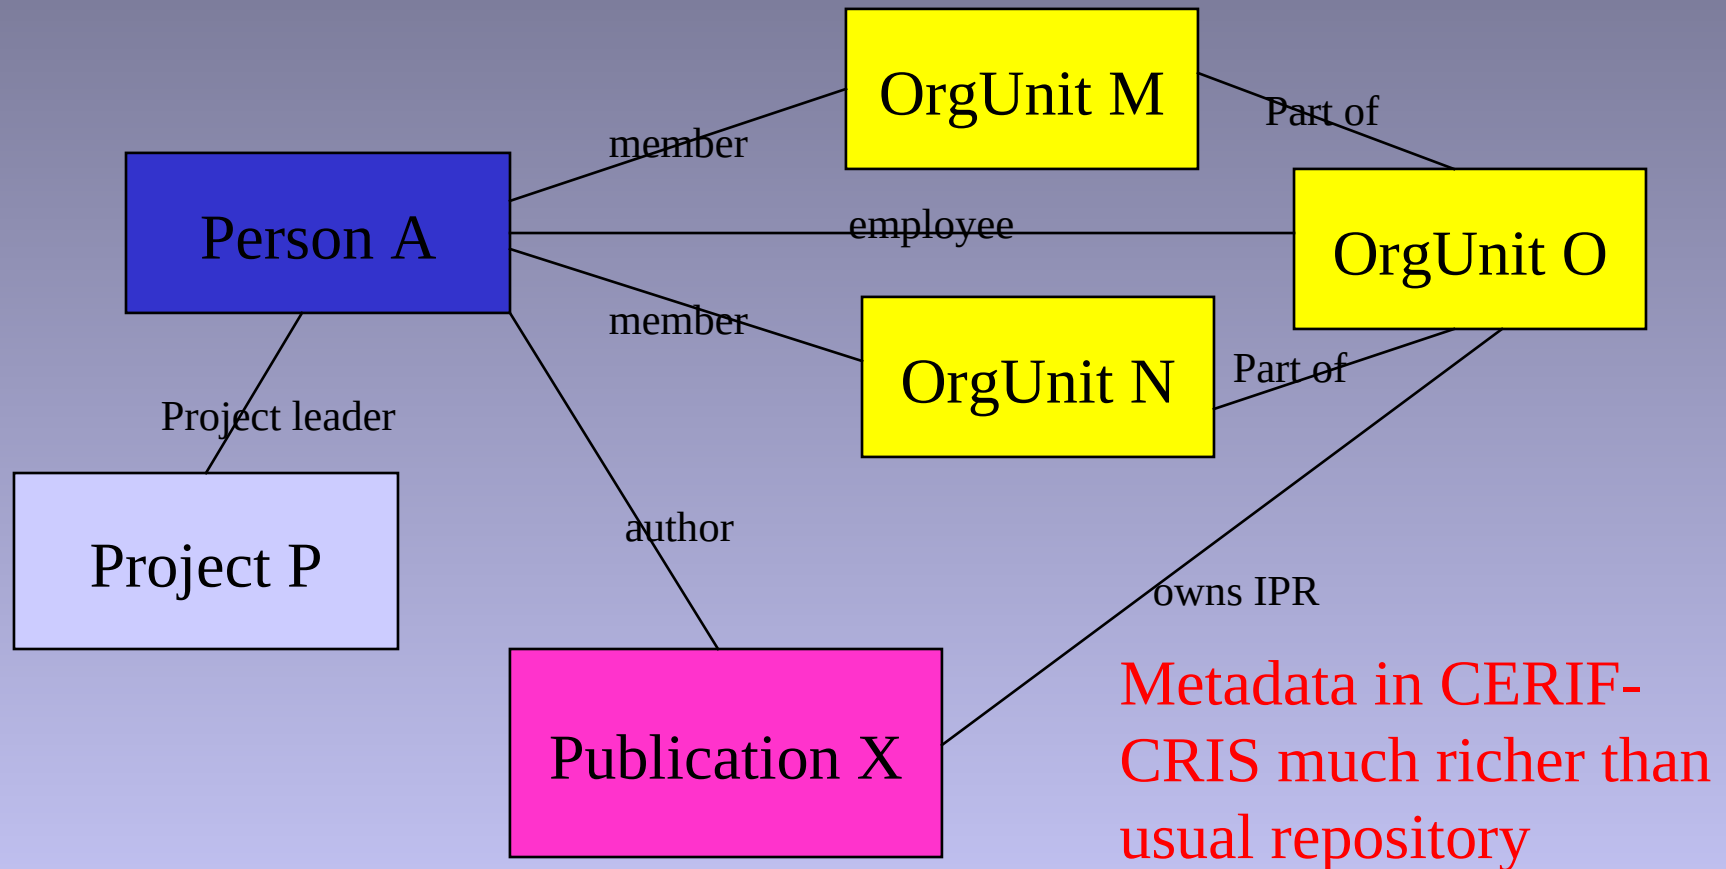 OrgUnit M
Part of
member
Person A
employee
OrgUnit O
member
OrgUnit N
Part of
Project leader
Project P
author
owns IPR
Publication X
Metadata in CERIF-
CRIS much richer than
usual repository